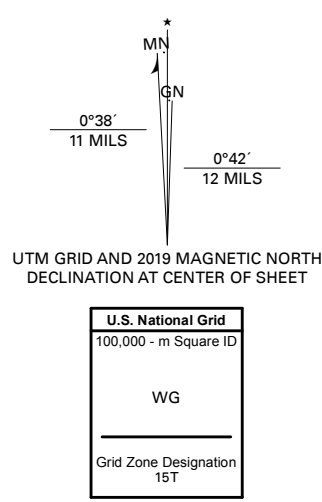 ★
MN
GN
0°38´
11 MILS
0°42´
12 MILS
UTM GRID AND 2019 MAGNETIC NORTH
DECLINATION AT CENTER OF SHEET
U.S. National Grid
100,000 - m Square ID
WG
Grid Zone Designation
15T